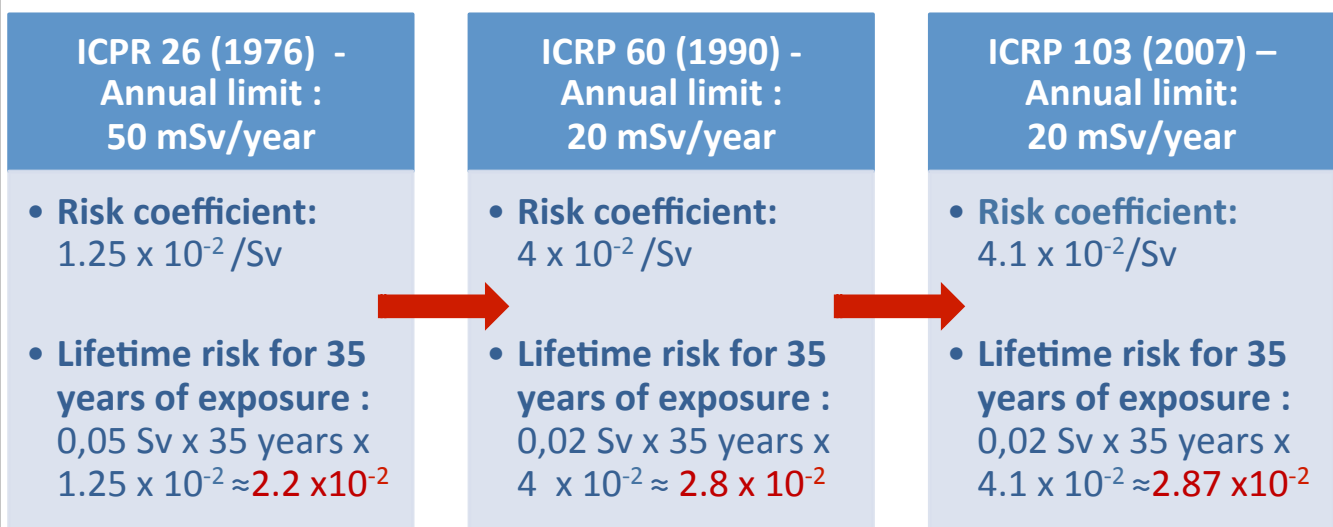 ICPR 26 (1976) -
Annual limit :
50 mSv/year
• Risk coefficient:
1.25 x 10⁻² /Sv
• Lifetime risk for 35
years of exposure :
0,05 Sv x 35 years x
1.25 x 10⁻² ≈2.2 x10⁻²
ICRP 60 (1990) -
Annual limit :
20 mSv/year
• Risk coefficient:
4 x 10⁻² /Sv
• Lifetime risk for 35
years of exposure :
0,02 Sv x 35 years x
4 x 10⁻² ≈ 2.8 x 10⁻²
ICRP 103 (2007) –
Annual limit:
20 mSv/year
• Risk coefficient:
4.1 x 10⁻²/Sv
• Lifetime risk for 35
years of exposure :
0,02 Sv x 35 years x
4.1 x 10⁻² ≈2.87 x10⁻²